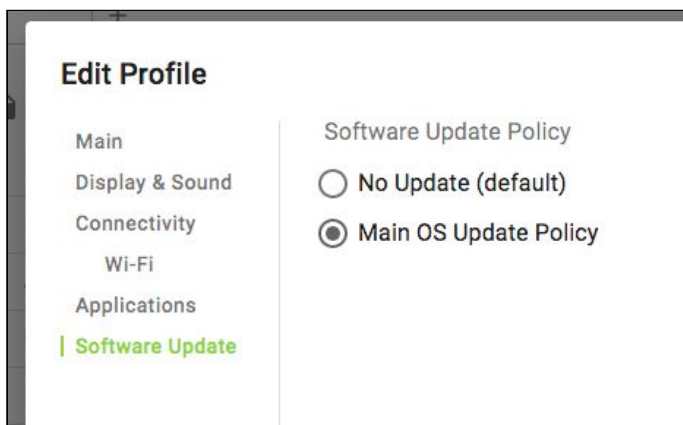 Edit Profile
Main
Display & Sound
Connectivity
Wi-Fi
Applications
Software Update
Software Update Policy
No Update (default)
Main OS Update Policy